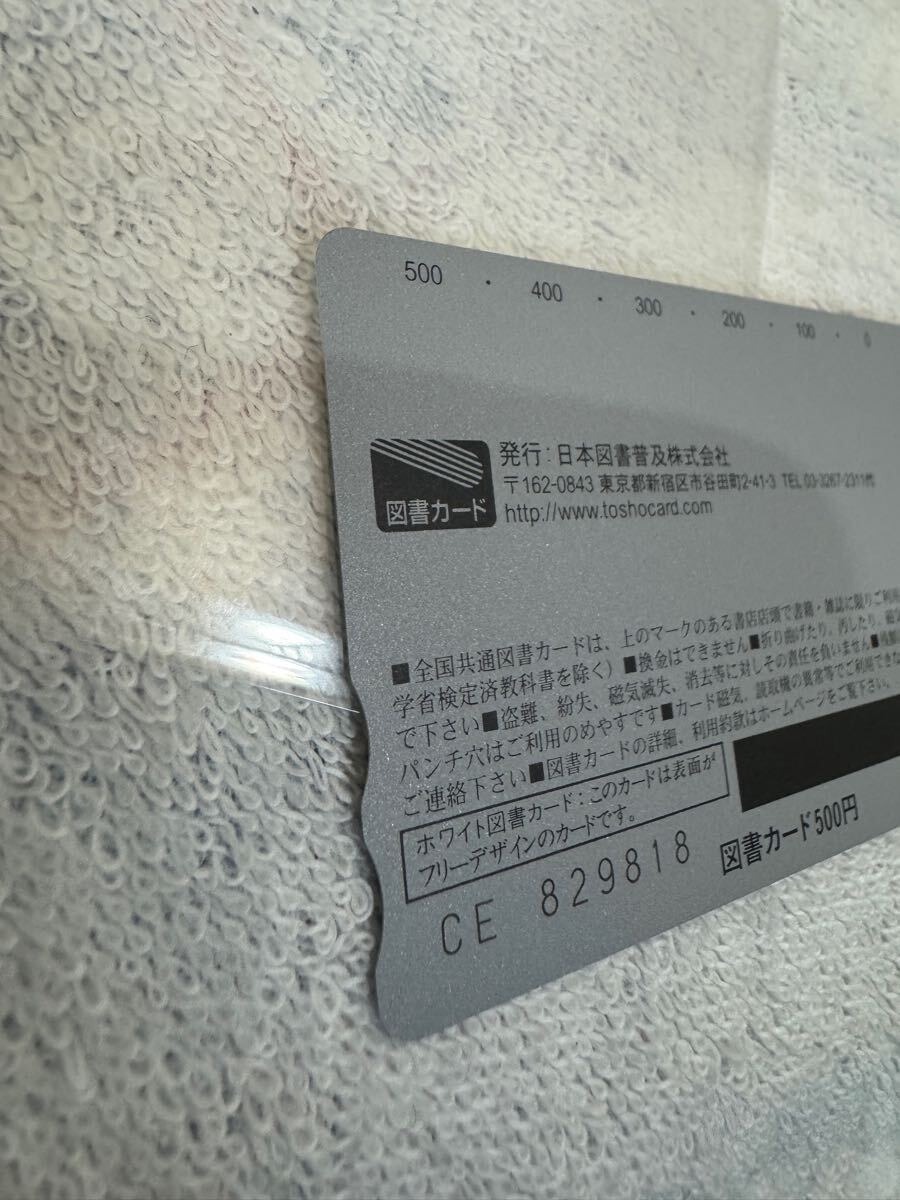 500 ・ 400 ・ 300 ・ 200 ・ 100 ・ 0
図書カード
発行：日本図書普及株式会社
〒162-0843 東京都新宿区市谷田町2-41-3 TEL 03-3267-2311㈹
http://www.toshocard.com
■全国共通図書カードは、上のマークのある書店店頭で書籍・雑誌に限りご利用
学省検定済教科書を除く）■換金はできません■折り曲げたり、汚したり、磁気
で下さい■盗難、紛失、磁気滅失、消去等に対しその責任を負いません■残額
パンチ穴はご利用のめやすです■カード磁気、読取機の異常等でご利用できな
ご連絡下さい■図書カードの詳細、利用約款はホームページをご覧下さい。
ホワイト図書カード：このカードは表面が
フリーデザインのカードです。
CE 829818
図書カード500円